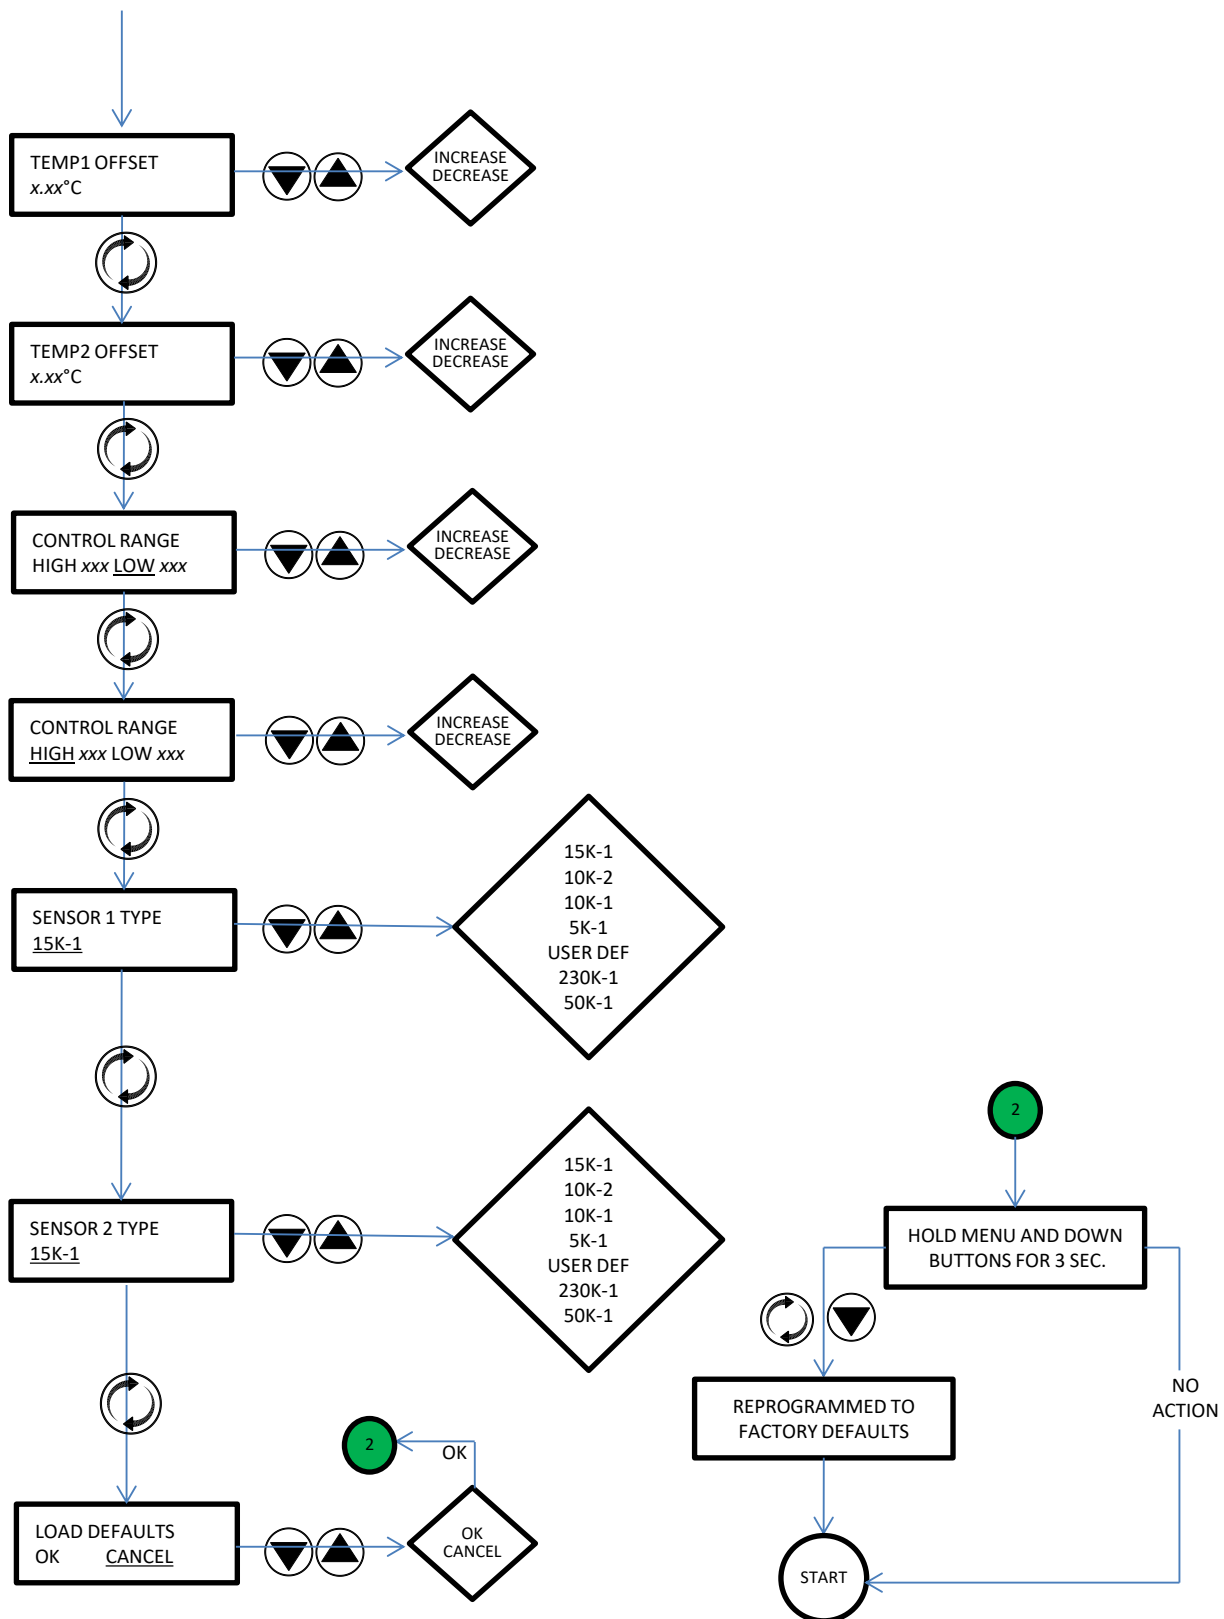 TEMP1 OFFSET
x.xx°C
INCREASE
DECREASE
TEMP2 OFFSET
x.xx°C
INCREASE
DECREASE
CONTROL RANGE
HIGH xxx LOW xxx
INCREASE
DECREASE
CONTROL RANGE
HIGH xxx LOW xxx
INCREASE
DECREASE
SENSOR 1 TYPE
15K-1
15K-1
10K-2
10K-1
5K-1
USER DEF
230K-1
50K-1
SENSOR 2 TYPE
15K-1
15K-1
10K-2
10K-1
5K-1
USER DEF
230K-1
50K-1
LOAD DEFAULTS
OK CANCEL
OK
CANCEL
OK
2
2
HOLD MENU AND DOWN
BUTTONS FOR 3 SEC.
REPROGRAMMED TO
FACTORY DEFAULTS
NO
ACTION
START